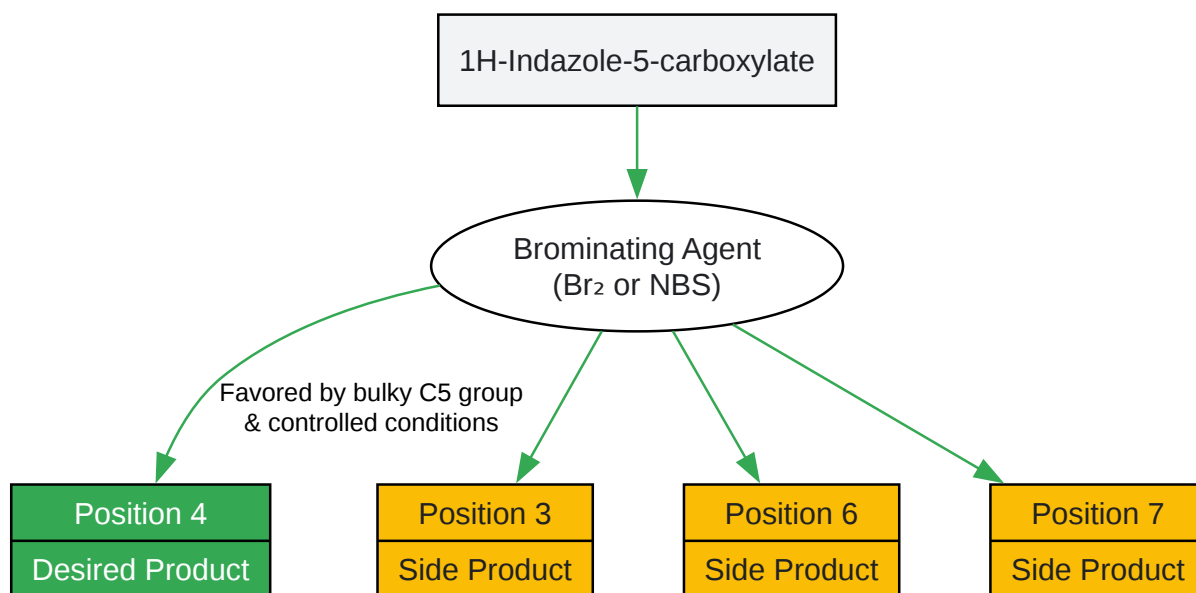 1H-Indazole-5-carboxylate
Brominating Agent
(Br₂ or NBS)
Favored by bulky C5 group
& controlled conditions
Position 4
Desired Product
Position 3
Side Product
Position 6
Side Product
Position 7
Side Product